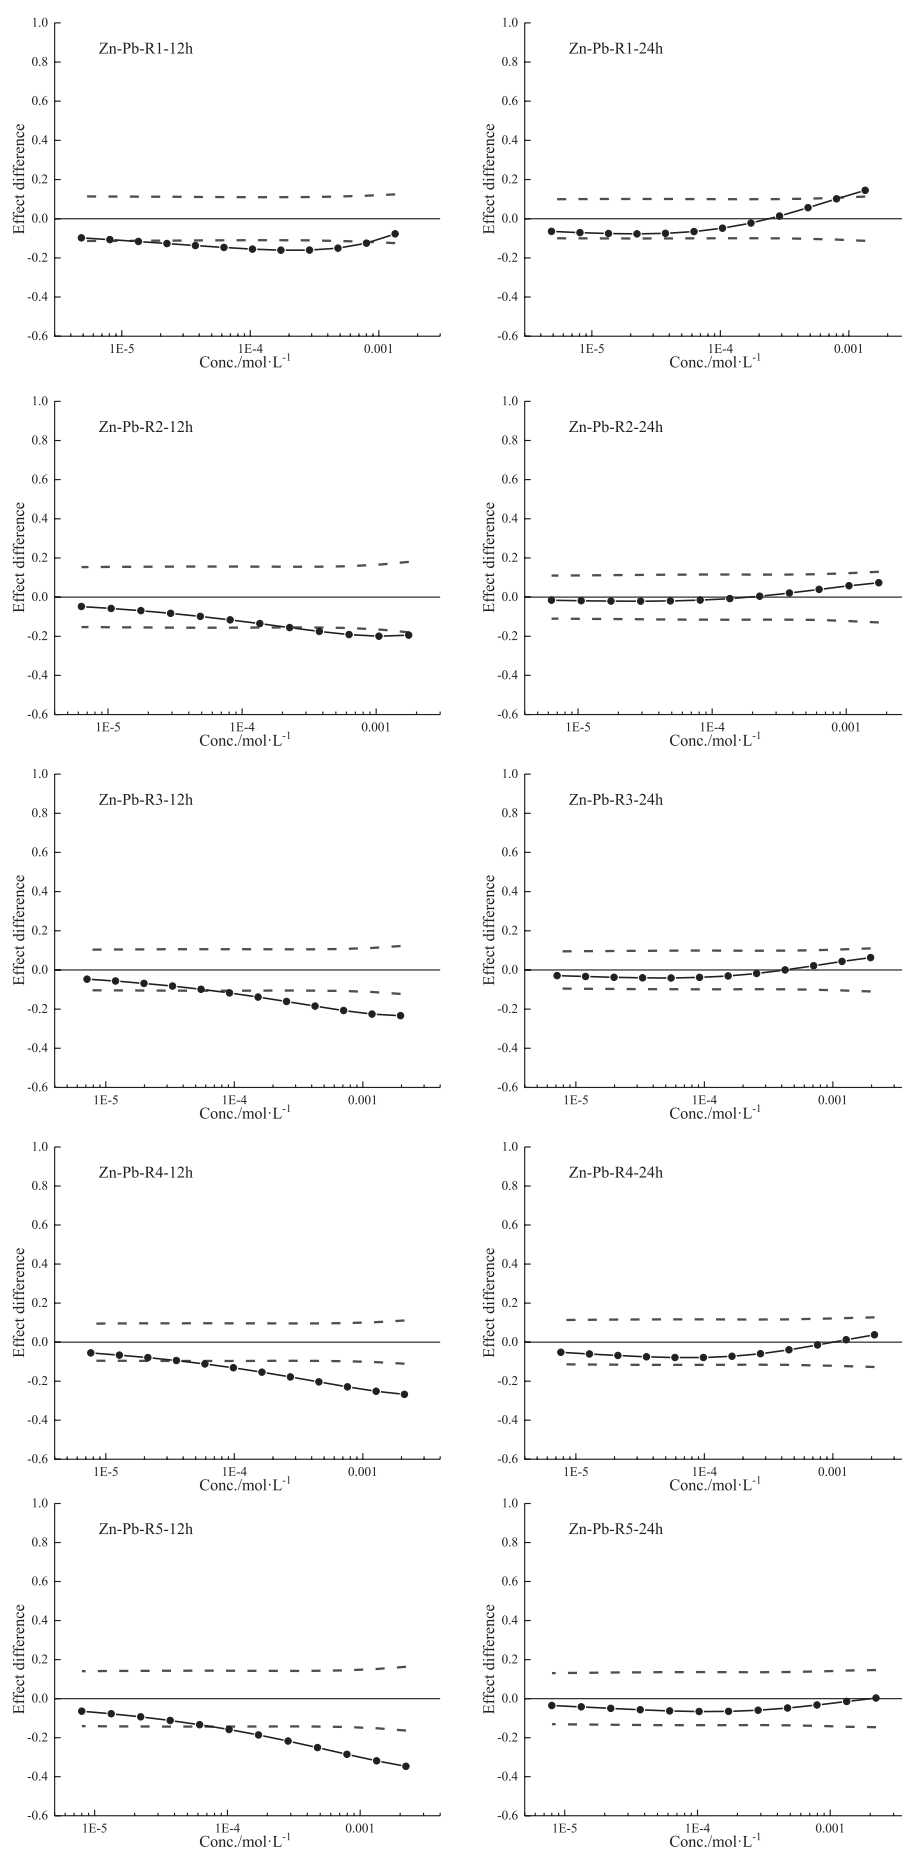 Zn-Pb-R1-12h
Effect difference
1.0
0.8
0.6
0.4
0.2
0.0
-0.2
-0.4
-0.6
1E-5 1E-4 0.001
Conc./mol·L-1
Zn-Pb-R1-24h
Effect difference
1.0
0.8
0.6
0.4
0.2
0.0
-0.2
-0.4
-0.6
1E-5 1E-4 0.001
Conc./mol·L-1
Zn-Pb-R2-12h
Effect difference
1.0
0.8
0.6
0.4
0.2
0.0
-0.2
-0.4
-0.6
1E-5 1E-4 0.001
Conc./mol·L-1
Zn-Pb-R2-24h
Effect difference
1.0
0.8
0.6
0.4
0.2
0.0
-0.2
-0.4
-0.6
1E-5 1E-4 0.001
Conc./mol·L-1
Zn-Pb-R3-12h
Effect difference
1.0
0.8
0.6
0.4
0.2
0.0
-0.2
-0.4
-0.6
1E-5 1E-4 0.001
Conc./mol·L-1
Zn-Pb-R3-24h
Effect difference
1.0
0.8
0.6
0.4
0.2
0.0
-0.2
-0.4
-0.6
1E-5 1E-4 0.001
Conc./mol·L-1
Zn-Pb-R4-12h
Effect difference
1.0
0.8
0.6
0.4
0.2
0.0
-0.2
-0.4
-0.6
1E-5 1E-4 0.001
Conc./mol·L-1
Zn-Pb-R4-24h
Effect difference
1.0
0.8
0.6
0.4
0.2
0.0
-0.2
-0.4
-0.6
1E-5 1E-4 0.001
Conc./mol·L-1
Zn-Pb-R5-12h
Effect difference
1.0
0.8
0.6
0.4
0.2
0.0
-0.2
-0.4
-0.6
1E-5 1E-4 0.001
Conc./mol·L-1
Zn-Pb-R5-24h
Effect difference
1.0
0.8
0.6
0.4
0.2
0.0
-0.2
-0.4
-0.6
1E-5 1E-4 0.001
Conc./mol·L-1